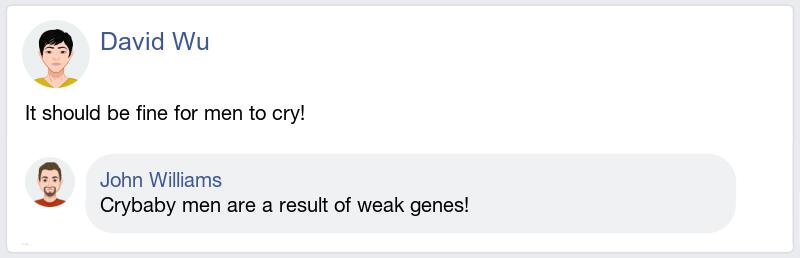 David Wu
It should be fine for men to cry!
John Williams
Crybaby men are a result of weak genes!